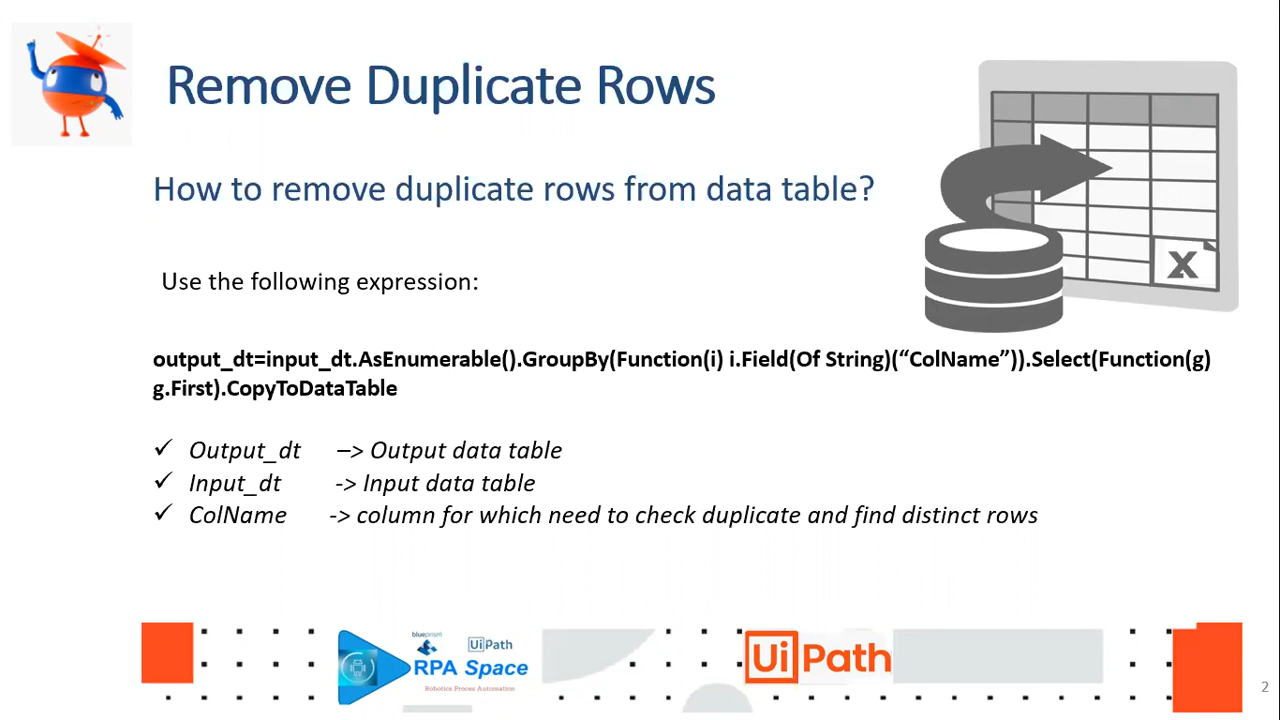 Remove Duplicate Rows
How to remove duplicate rows from data table?
Use the following expression:
output_dt=input_dt.AsEnumerable().GroupBy(Function(i) i.Field(Of String)(“ColName”)).Select(Function(g)
g.First).CopyToDataTable
✓ Output_dt –> Output data table
✓ Input_dt -> Input data table
✓ ColName -> column for which need to check duplicate and find distinct rows
X
blueprism
UiPath
RPA Space
Robotics Process Automation
UiPath
2